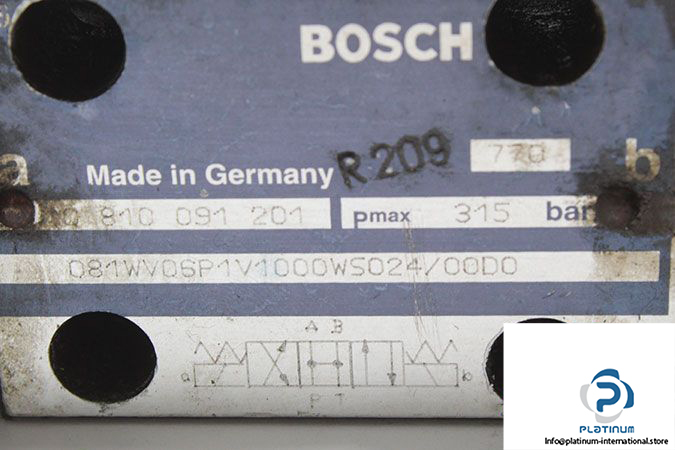 BOSCH
R 209
770
a
b
Made in Germany
0 810 091 201
pmax 315 bar
081WV06P1V1000WS024/00D0
A B
a
b
P T
PLATINUM
Info@platinum-international.store